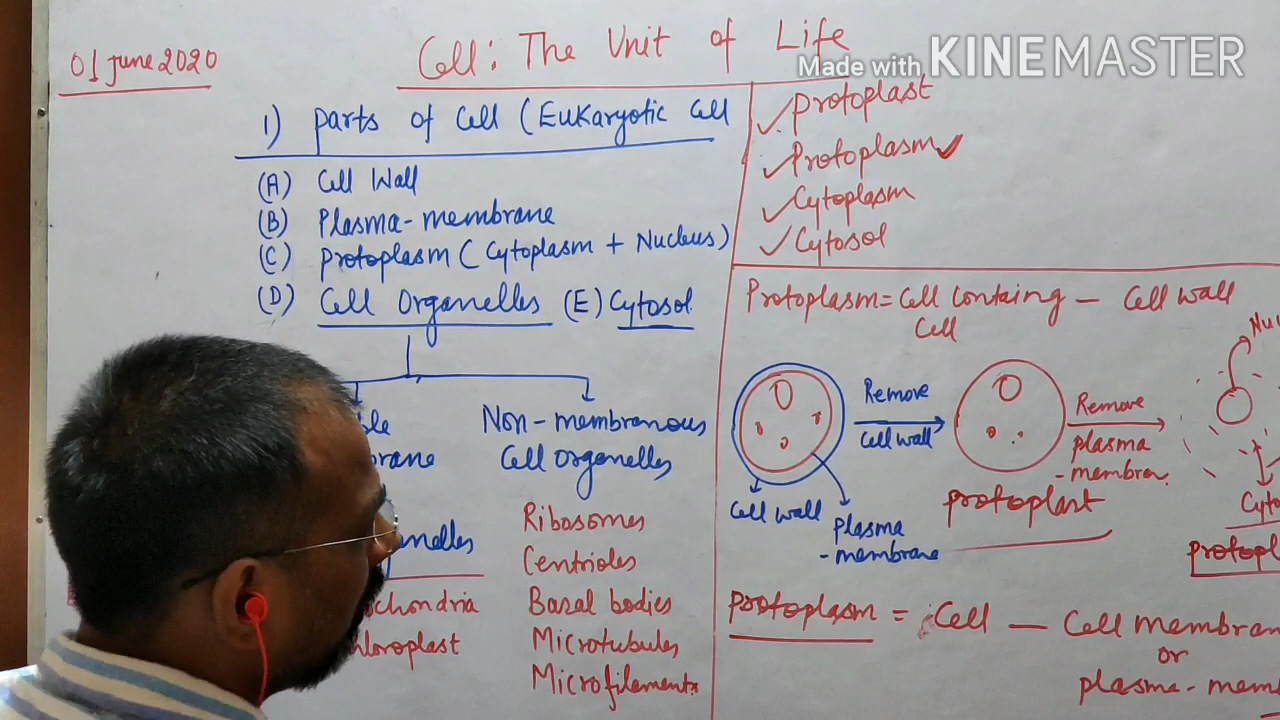 01 June 2020
Cell: The Unit of Life
Made with KINEMASTER
1) Parts of Cell (Eukaryotic Cell
(A) Cell Wall
(B) Plasma-membrane
(C) Protoplasm (Cytoplasm + Nucleus)
(D) Cell Organelles (E) Cytosol
Non-membranous
Cell organelles
Ribosomes
Centrioles
Basal bodies
Microtubules
Microfilaments
✓ Protoplast
✓ Protoplasm ✓
✓ Cytoplasm
✓ Cytosol
Protoplasm = Cell Containg - Cell wall
Cell
Remove
Cell wall
Remove
plasma
-membren.
Cell wall
Plasma
-membrane
Protoplast
Protoplasm = Cell — Cell membran
or
plasma-mem